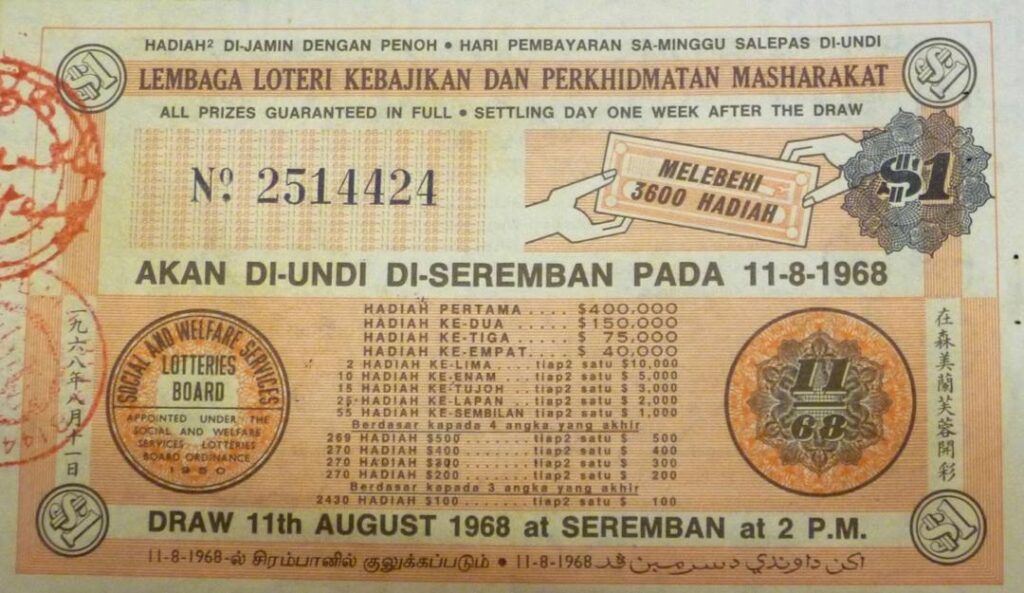 HADIAH² DI-JAMIN DENGAN PENOH • HARI PEMBAYARAN SA-MINGGU SALEPAS DI-UNDI
$1
LEMBAGA LOTERI KEBAJIKAN DAN PERKHIDMATAN MASHARAKAT
$1
ALL PRIZES GUARANTEED IN FULL • SETTLING DAY ONE WEEK AFTER THE DRAW
Nº 2514424
MELEBEHI
3600 HADIAH
$1
AKAN DI-UNDI DI-SEREMBAN PADA 11-8-1968
一九六八年八月十一日
SOCIAL AND WELFARE SERVICES
LOTTERIES
BOARD
APPOINTED UNDER THE
SOCIAL AND WELFARE
SERVICES LOTTERIES
BOARD ORDINANCE
1950
HADIAH PERTAMA .... $400,000
HADIAH KE-DUA .... $150,000
HADIAH KE-TIGA .... $ 75,000
HADIAH KE-EMPAT.... $ 40,000
2 HADIAH KE-LIMA .... tiap2 satu $10,000
10 HADIAH KE-ENAM ... tiap2 satu $ 5,000
15 HADIAH KE-TUJOH .. tiap2 satu $ 3,000
25 HADIAH KE-LAPAN .. tiap2 satu $ 2,000
55 HADIAH KE-SEMBILAN tiap2 satu $ 1,000
Berdasar kapada 4 angka yang akhir
269 HADIAH $500 ...... tiap2 satu $ 500
270 HADIAH $400 ...... tiap2 satu $ 400
270 HADIAH $300 ...... tiap2 satu $ 300
270 HADIAH $200 ...... tiap2 satu $ 200
Berdasar kapada 3 angka yang akhir
2430 HADIAH $100 ...... tiap2 satu $ 100
11
68
在森美蘭芙蓉開彩
$1
DRAW 11th AUGUST 1968 at SEREMBAN at 2 P.M.
$1
11-8-1968-ல் சிரம்பானில் குலுக்கப்படும் • 11-8-1968 اکن داوندي دسرمبن ڤد